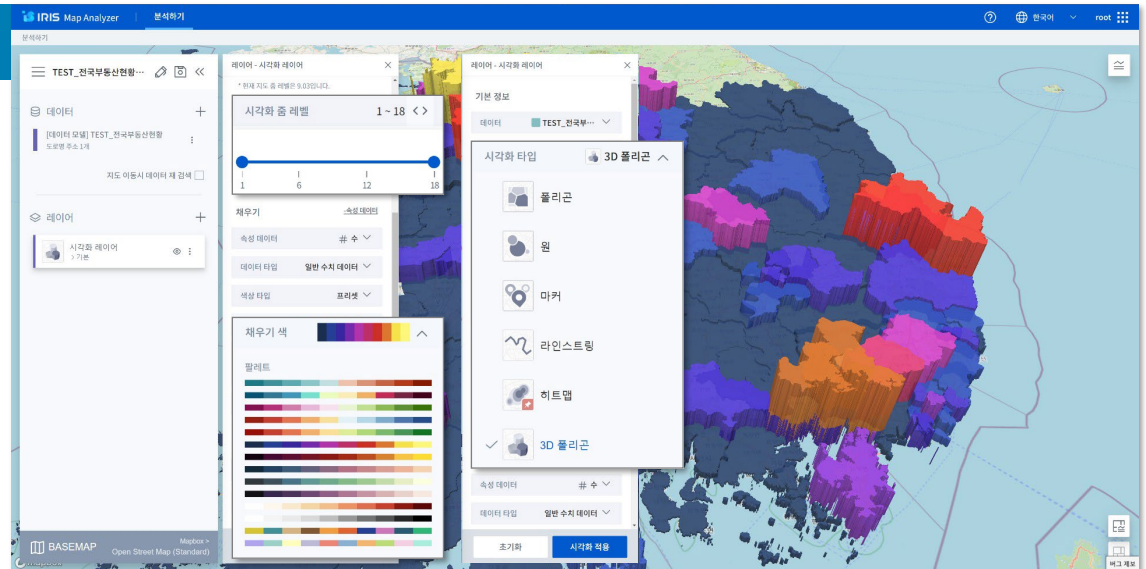 IRIS Map Analyzer
분석하기
한국어
root
분석하기
TEST_전국부동산현황…
데이터
[데이터 모델] TEST_전국부동산현황
도로명 주소 1개
지도 이동시 데이터 재 검색
레이어
시각화 레이어
> 기본
BASEMAP
Mapbox >
Open Street Map (Standard)
레이어 - 시각화 레이어
* 현재 지도 줌 레벨은 9.03입니다.
시각화 줌 레벨
1 ~ 18
1 6 12 18
채우기
속성 데이터
속성 데이터
# 수
데이터 타입
일반 수치 데이터
색상 타입
프리셋
채우기 색
팔레트
레이어 - 시각화 레이어
기본 정보
데이터
TEST_전국부…
시각화 타입
3D 폴리곤
폴리곤
원
마커
라인스트링
히트맵
3D 폴리곤
속성 데이터
# 수
데이터 타입
일반 수치 데이터
초기화
시각화 적용
버그 제보